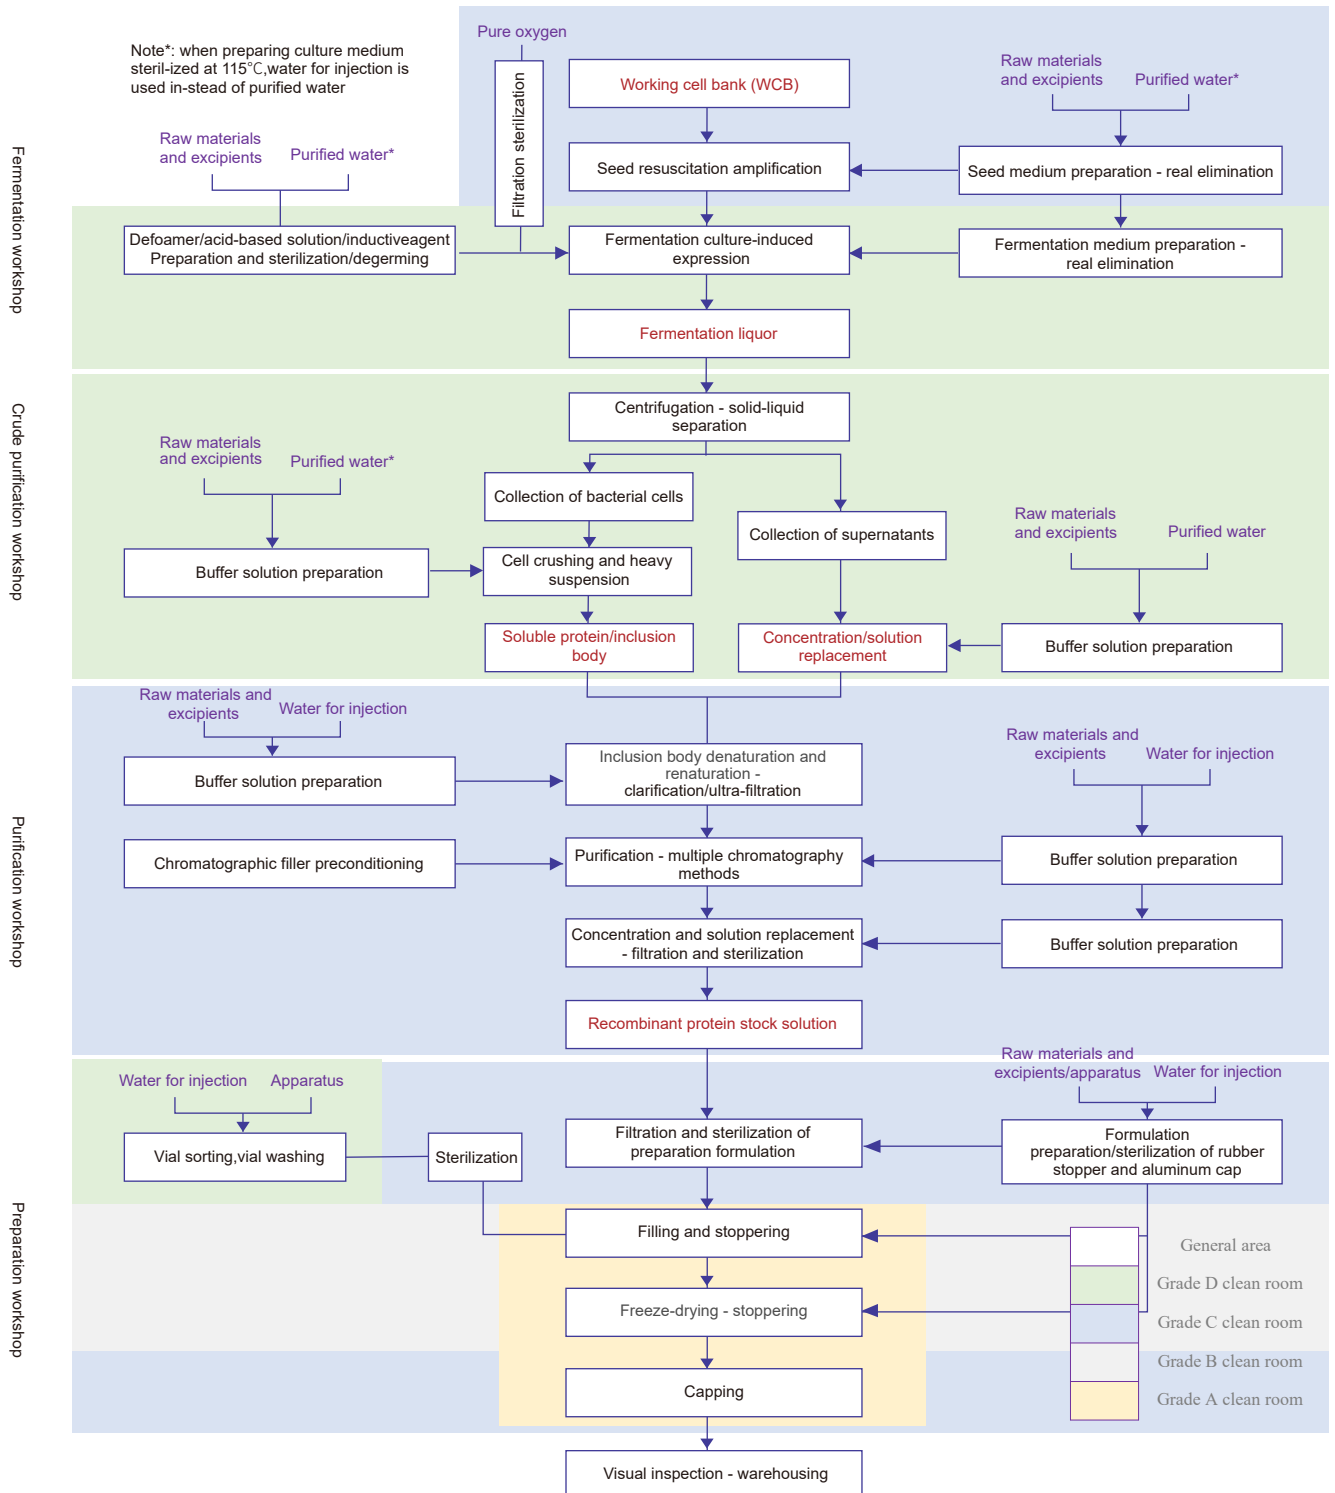 Pure oxygen
Note*: when preparing culture medium
steril-ized at 115°C,water for injection is
used in-stead of purified water
Filtration sterilization
Working cell bank (WCB)
Raw materials
and excipients
Purified water*
Fermentation workshop
Raw materials
and excipients
Purified water*
Seed resuscitation amplification
Seed medium preparation - real elimination
Defoamer/acid-based solution/inductiveagent
Preparation and sterilization/degerming
Fermentation culture-induced
expression
Fermentation medium preparation -
real elimination
Fermentation liquor
Crude purification workshop
Centrifugation - solid-liquid
separation
Raw materials
and excipients
Purified water*
Collection of bacterial cells
Collection of supernatants
Raw materials
and excipients
Purified water
Buffer solution preparation
Cell crushing and heavy
suspension
Soluble protein/inclusion
body
Concentration/solution
replacement
Buffer solution preparation
Purification workshop
Raw materials and
excipients
Water for injection
Buffer solution preparation
Inclusion body denaturation and
renaturation -
clarification/ultra-filtration
Raw materials and
excipients
Water for injection
Chromatographic filler preconditioning
Purification - multiple chromatography
methods
Buffer solution preparation
Concentration and solution replacement
- filtration and sterilization
Buffer solution preparation
Recombinant protein stock solution
Preparation workshop
Water for injection
Apparatus
Raw materials and
excipients/apparatus
Water for injection
Vial sorting,vial washing
Sterilization
Filtration and sterilization of
preparation formulation
Formulation
preparation/sterilization of rubber
stopper and aluminum cap
Filling and stoppering
Freeze-drying - stoppering
Capping
Visual inspection - warehousing
General area
Grade D clean room
Grade C clean room
Grade B clean room
Grade A clean room